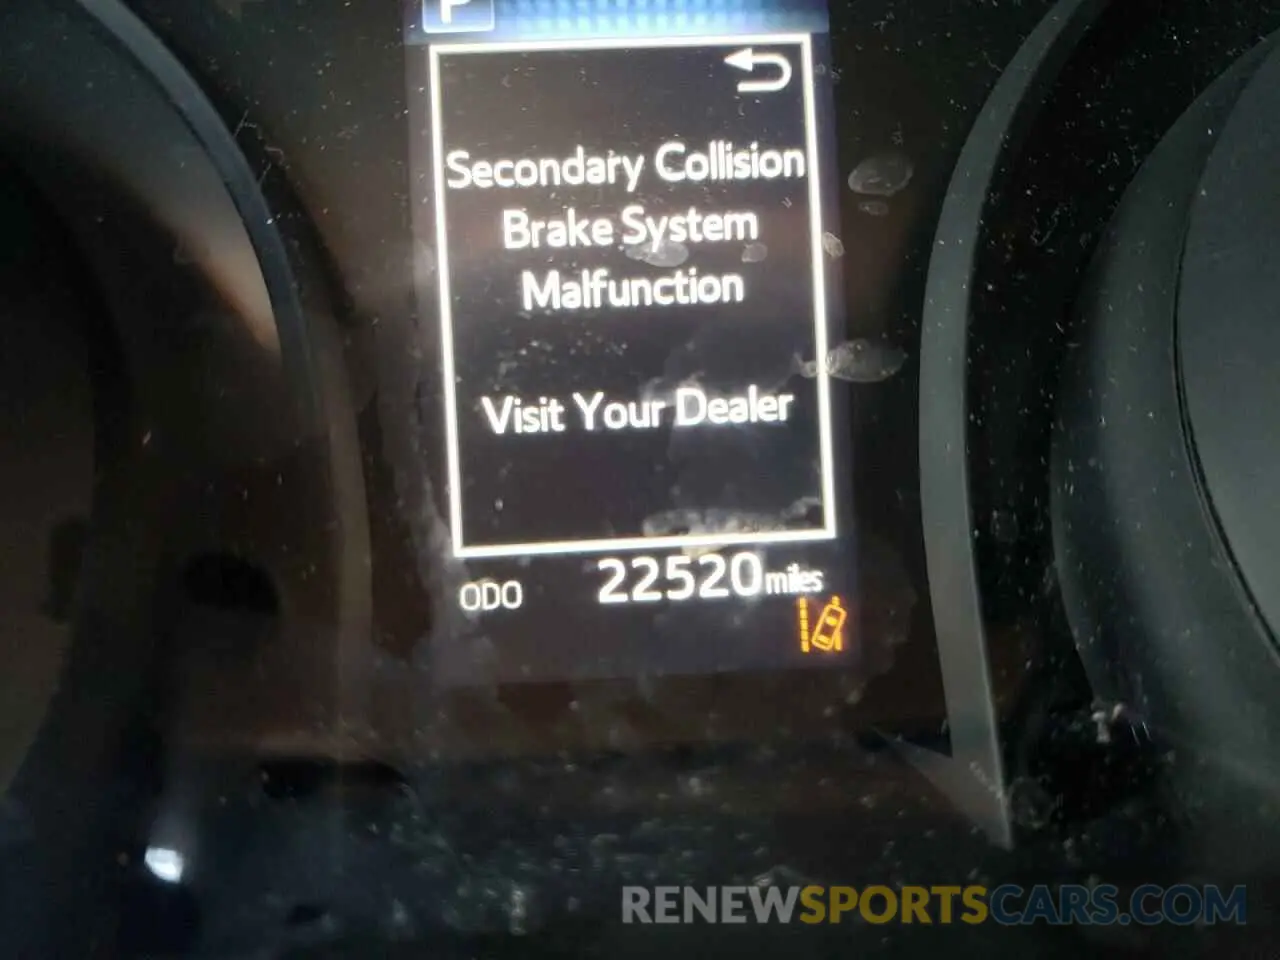 P
Secondary Collision
Brake System
Malfunction
Visit Your Dealer
ODO 22520 miles
RENEWSPORTSCARS.COM